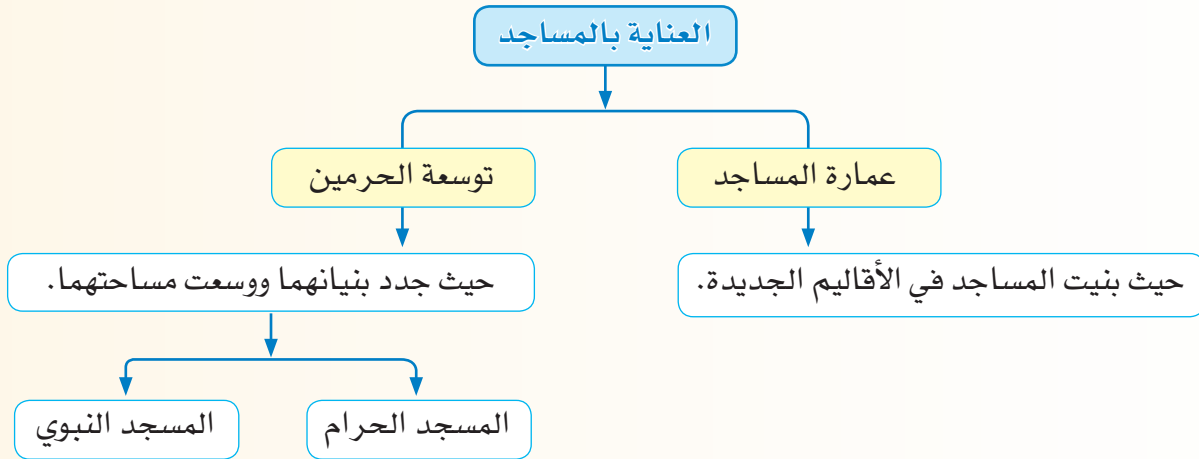 العناية بالمساجد
عمارة المساجد
توسعة الحرمين
حيث بنيت المساجد في الأقاليم الجديدة.
حيث جدد بنيانهما ووسعت مساحتهما.
المسجد الحرام
المسجد النبوي